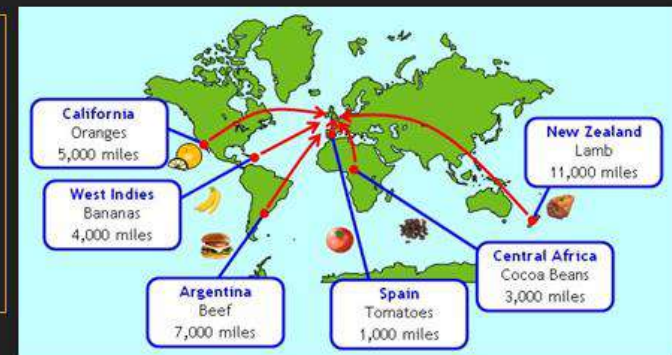 California
Oranges
5,000 miles
West Indies
Bananas
4,000 miles
Argentina
Beef
7,000 miles
Spain
Tomatoes
1,000 miles
Central Africa
Cocoa Beans
3,000 miles
New Zealand
Lamb
11,000 miles